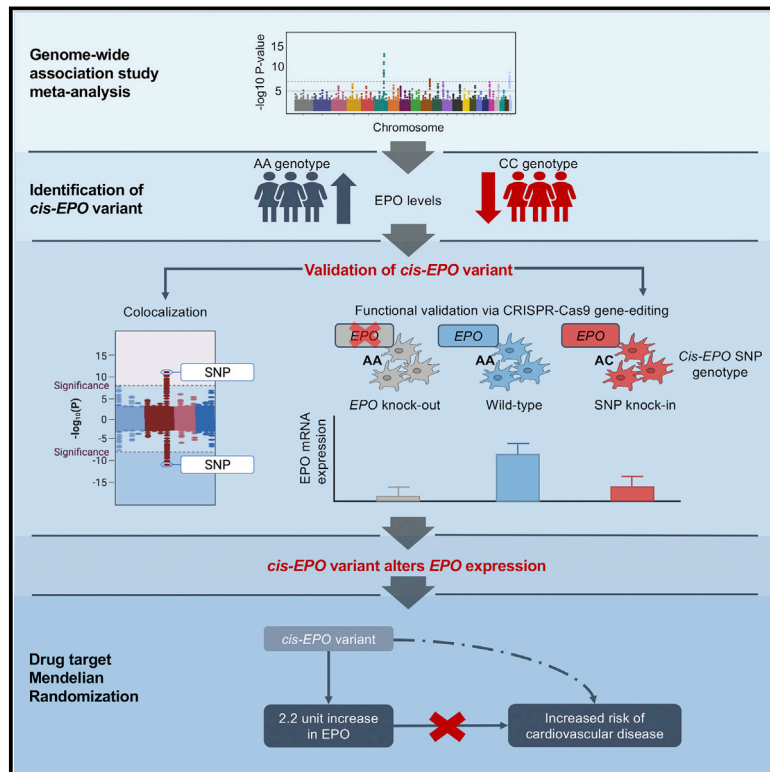 Genome-wide
association study
meta-analysis
-log10 P-value
15
10
5
Chromosome
Identification of
cis-EPO variant
AA genotype
EPO levels
CC genotype
Validation of cis-EPO variant
Colocalization
-log₁₀(P)
15
10
Significance
5
0
-5
Significance
-10
-15
SNP
SNP
Functional validation via CRISPR-Cas9 gene-editing
EPO
AA
EPO
AA
EPO
AC
Cis-EPO SNP
genotype
EPO knock-out
Wild-type
SNP knock-in
EPO mRNA
expression
cis-EPO variant alters EPO expression
Drug target
Mendelian
Randomization
cis-EPO variant
2.2 unit increase
in EPO
Increased risk of
cardiovascular disease